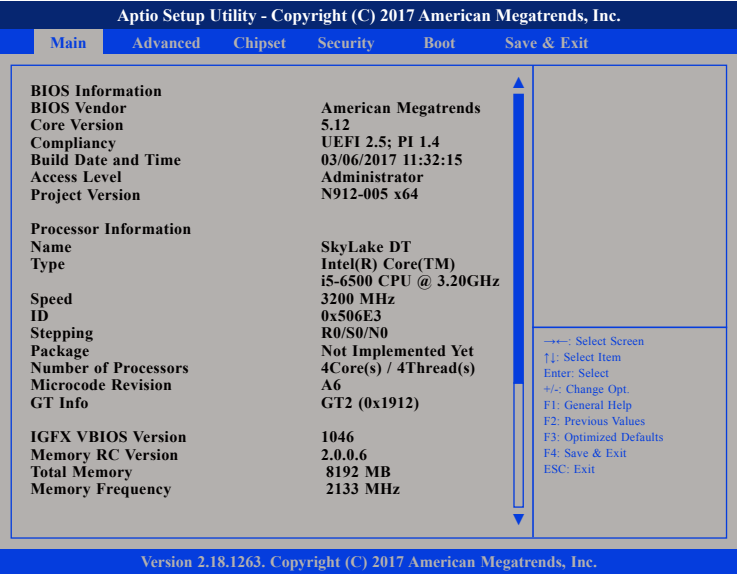 Aptio Setup Utility - Copyright (C) 2017 American Megatrends, Inc.
Main Advanced Chipset Security Boot Save & Exit
BIOS Information
BIOS Vendor American Megatrends
Core Version 5.12
Compliancy UEFI 2.5; PI 1.4
Build Date and Time 03/06/2017 11:32:15
Access Level Administrator
Project Version N912-005 x64
Processor Information
Name SkyLake DT
Type Intel(R) Core(TM)
i5-6500 CPU @ 3.20GHz
Speed 3200 MHz
ID 0x506E3
Stepping R0/S0/N0
Package Not Implemented Yet
Number of Processors 4Core(s) / 4Thread(s)
Microcode Revision A6
GT Info GT2 (0x1912)
IGFX VBIOS Version 1046
Memory RC Version 2.0.0.6
Total Memory 8192 MB
Memory Frequency 2133 MHz
→←: Select Screen
↑↓: Select Item
Enter: Select
+/-: Change Opt.
F1: General Help
F2: Previous Values
F3: Optimized Defaults
F4: Save & Exit
ESC: Exit
Version 2.18.1263. Copyright (C) 2017 American Megatrends, Inc.